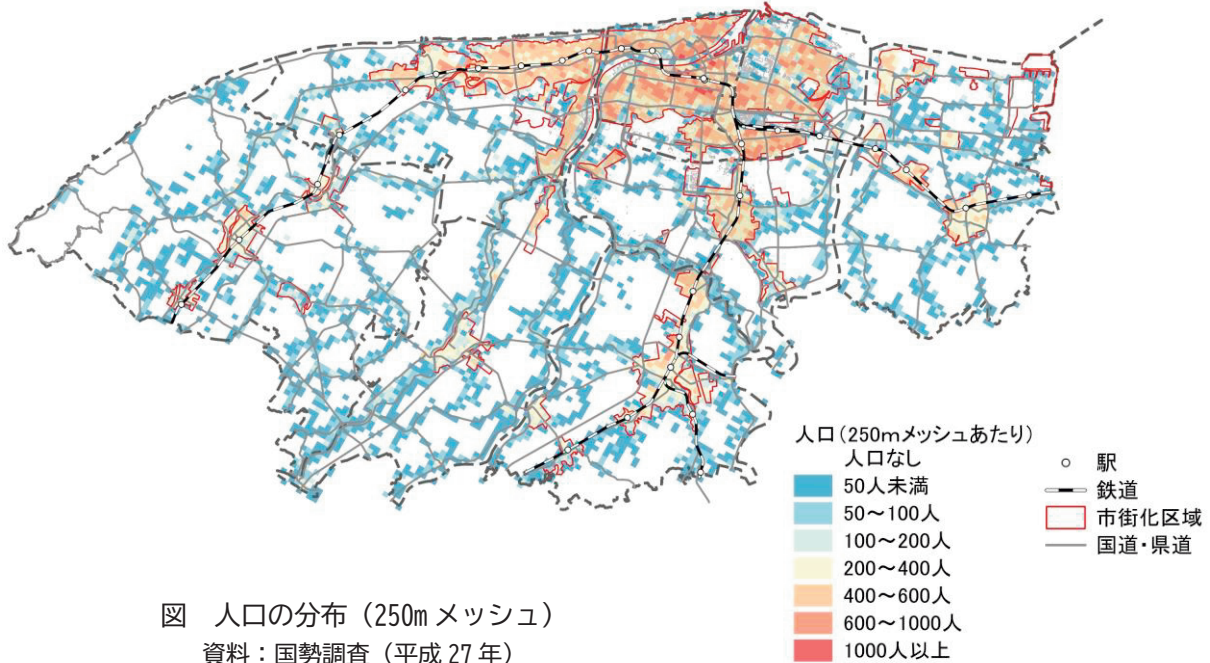 人口(250mメッシュあたり)
人口なし
50人未満
50～100人
100～200人
200～400人
400～600人
600～1000人
1000人以上
駅
鉄道
市街化区域
国道・県道
図 人口の分布（250m メッシュ）
資料：国勢調査（平成 27 年）